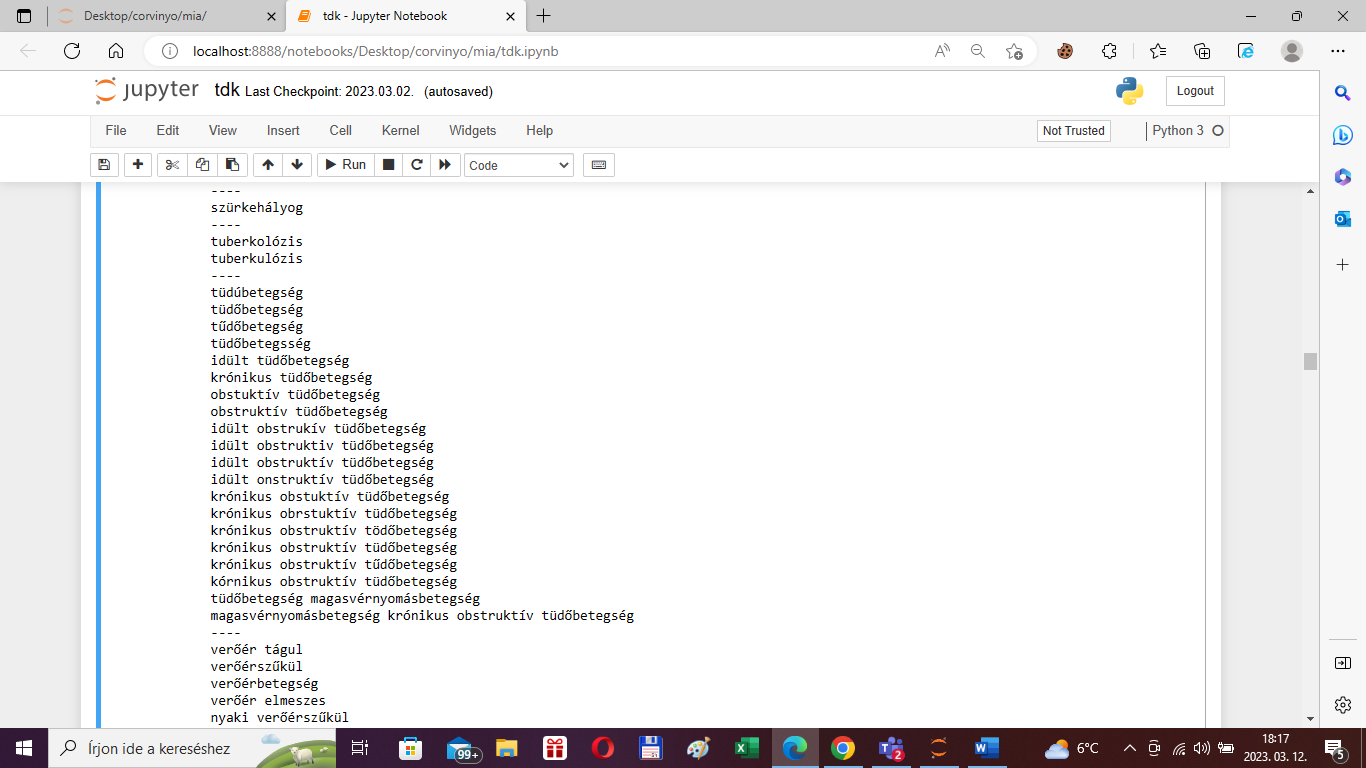 Desktop/corvinyo/mia/
tdk - Jupyter Notebook
localhost:8888/notebooks/Desktop/corvinyo/mia/tdk.ipynb
jupyter tdk Last Checkpoint: 2023.03.02. (autosaved)
Logout
File Edit View Insert Cell Kernel Widgets Help
Not Trusted
Python 3
Run
Code
----
szürkehályog
----
tuberkolózis
tuberkulózis
----
tüdúbetegség
tüdőbetegség
tűdőbetegség
tüdőbetegsség
idült tüdőbetegség
krónikus tüdőbetegség
obstuktív tüdőbetegség
obstruktív tüdőbetegség
idült obstrukív tüdőbetegség
idült obstruktiv tüdőbetegség
idült obstruktív tüdőbetegség
idült onstruktív tüdőbetegség
krónikus obstuktív tüdőbetegség
krónikus obrstuktív tüdőbetegség
krónikus obstruktív tödőbetegség
krónikus obstruktív tüdőbetegség
krónikus obstruktív tűdőbetegség
kórnikus obstruktív tüdőbetegség
tüdőbetegség magasvérnyomásbetegség
magasvérnyomásbetegség krónikus obstruktív tüdőbetegség
----
verőér tágul
verőérszűkül
verőérbetegség
verőér elmeszes
nyaki verőérszűkül
Írjon ide a kereséshez
99+
2
6°C
18:17
2023. 03. 12.
5